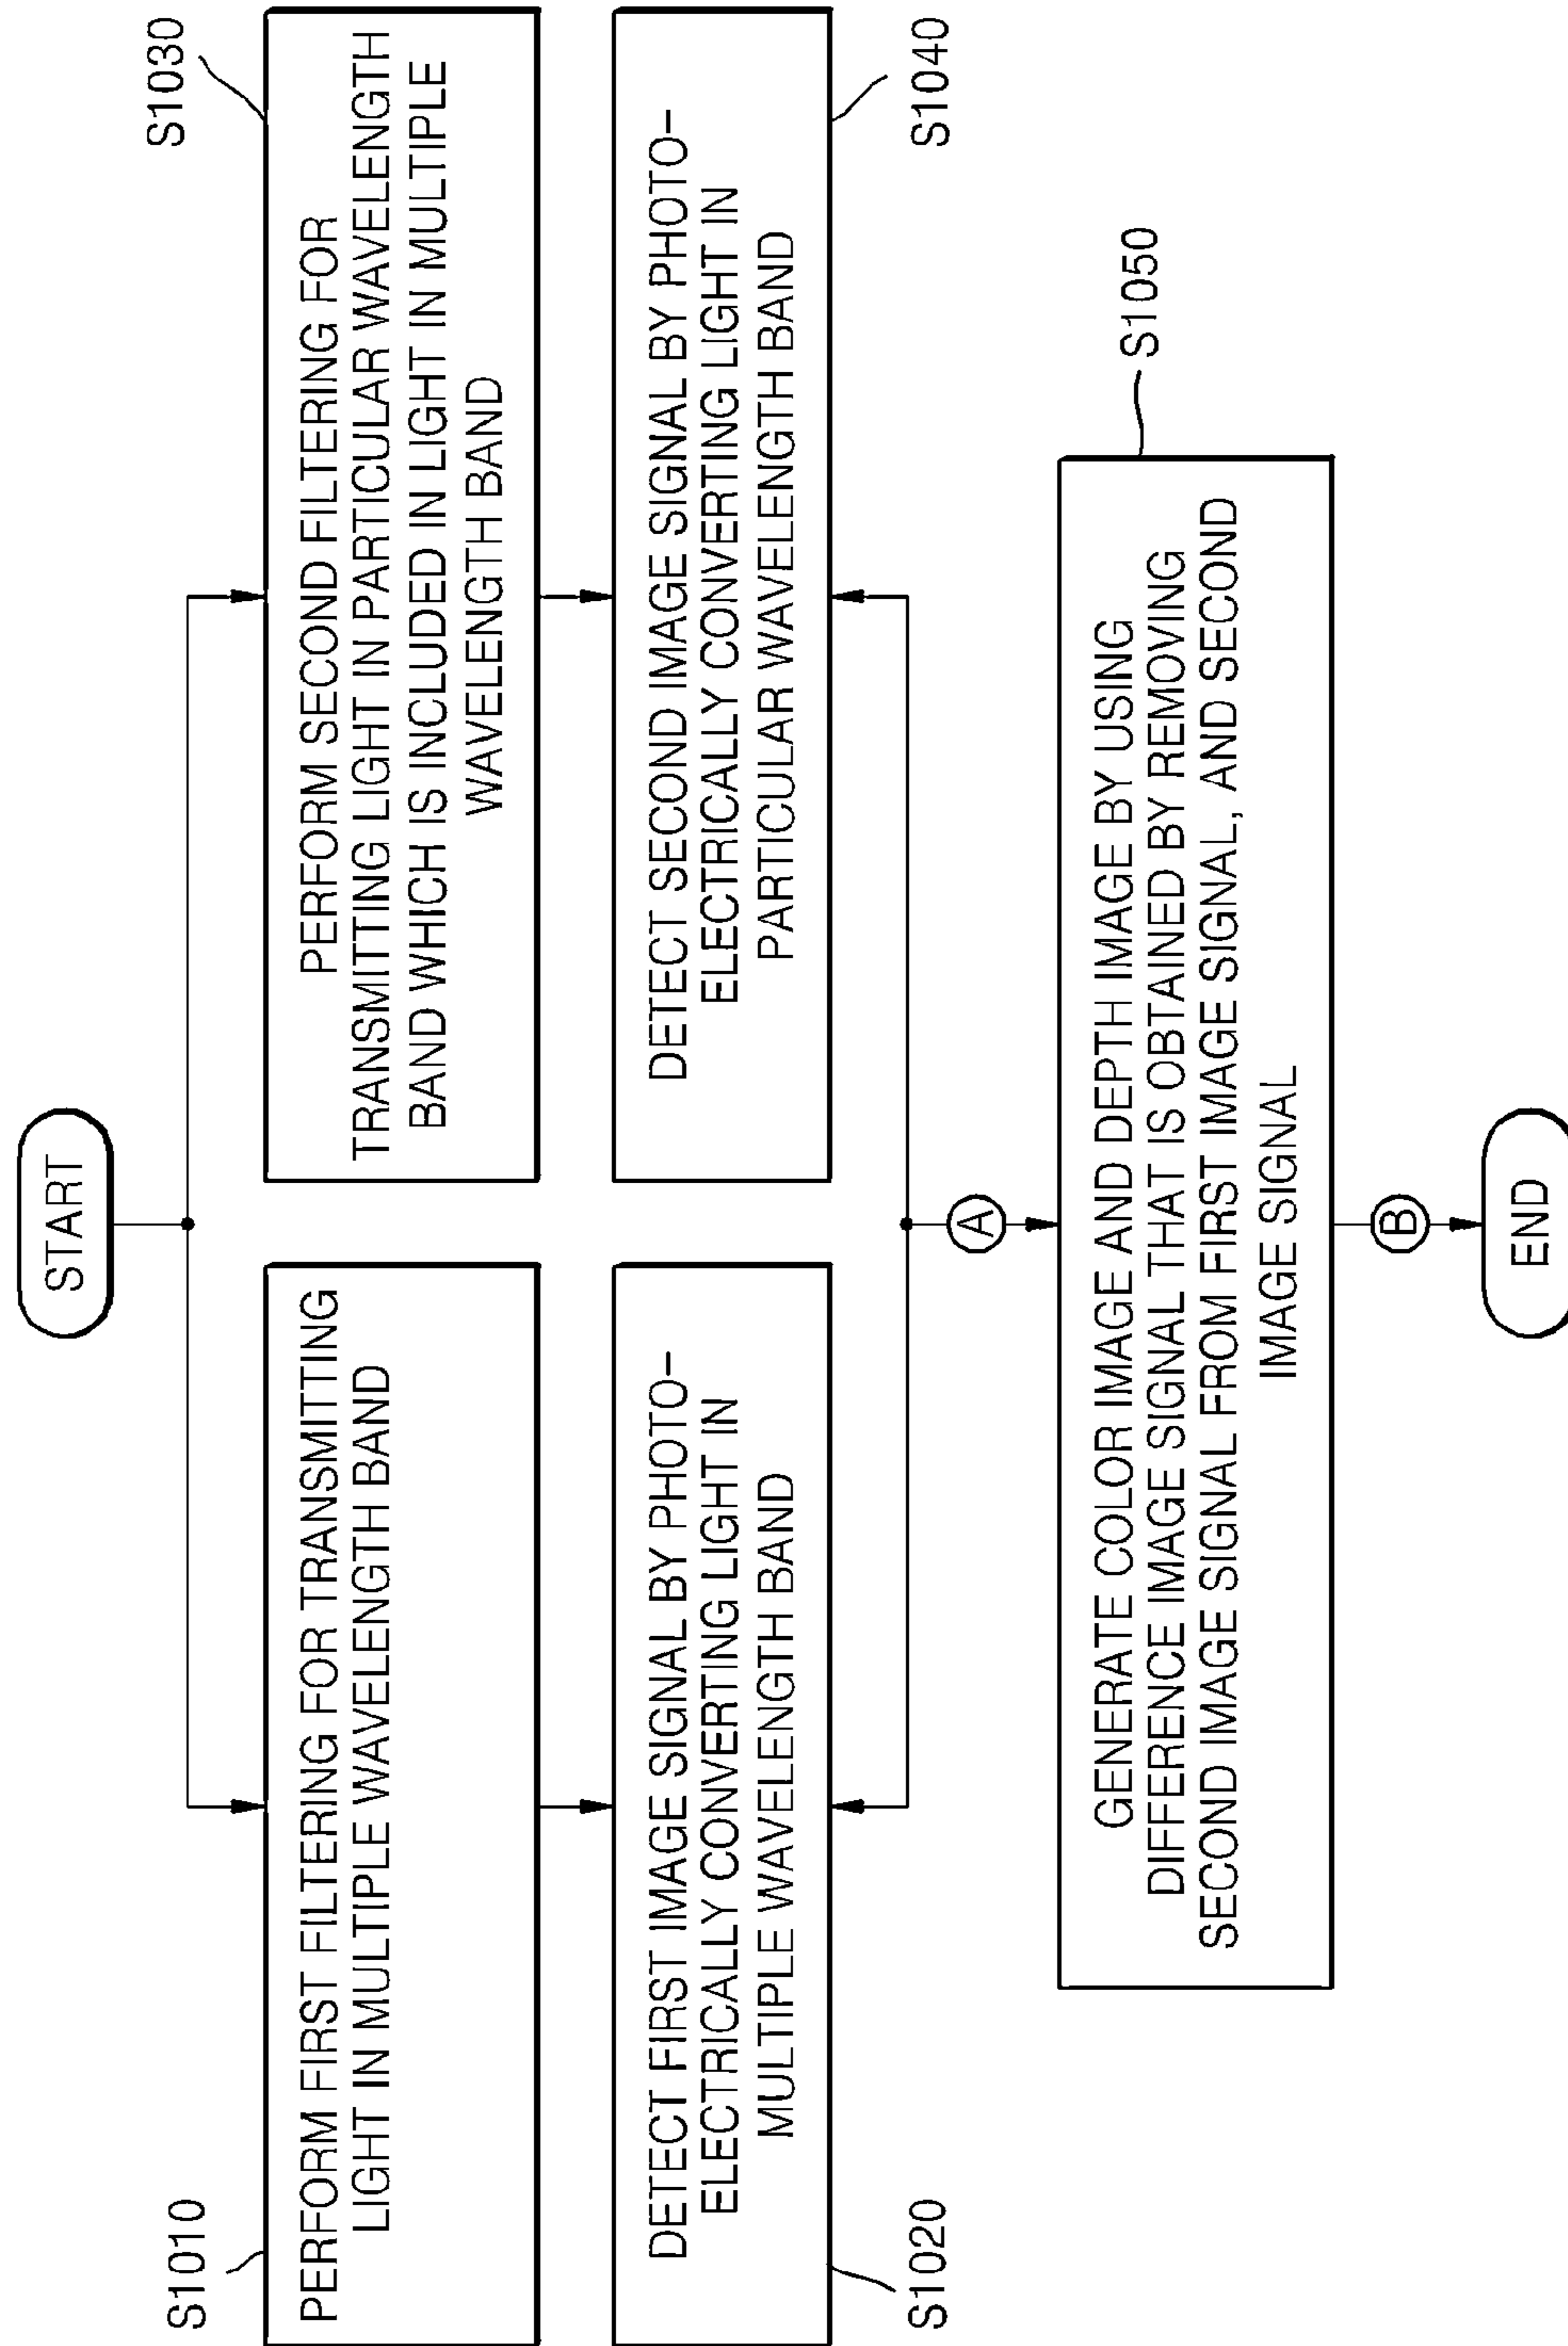 START
S1010
PERFORM FIRST FILTERING FOR TRANSMITTING
LIGHT IN MULTIPLE WAVELENGTH BAND
S1030
PERFORM SECOND FILTERING FOR
TRANSMITTING LIGHT IN PARTICULAR WAVELENGTH
BAND WHICH IS INCLUDED IN LIGHT IN MULTIPLE
WAVELENGTH BAND
DETECT FIRST IMAGE SIGNAL BY PHOTO-
ELECTRICALLY CONVERTING LIGHT IN
MULTIPLE WAVELENGTH BAND
S1020
DETECT SECOND IMAGE SIGNAL BY PHOTO-
ELECTRICALLY CONVERTING LIGHT IN
PARTICULAR WAVELENGTH BAND
S1040
A
S1050
GENERATE COLOR IMAGE AND DEPTH IMAGE BY USING
DIFFERENCE IMAGE SIGNAL THAT IS OBTAINED BY REMOVING
SECOND IMAGE SIGNAL FROM FIRST IMAGE SIGNAL, AND SECOND
IMAGE SIGNAL
B
END